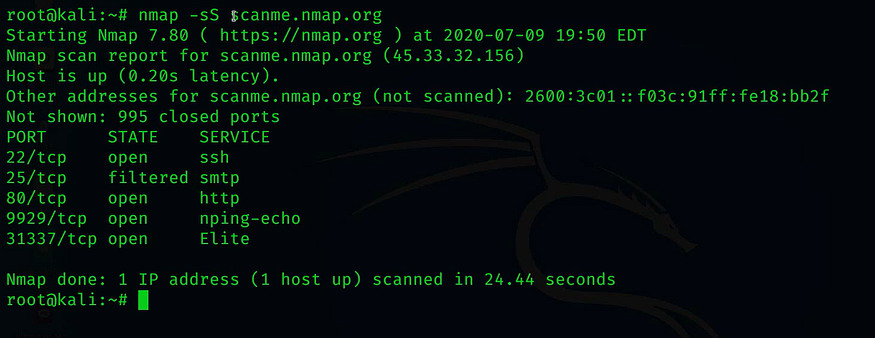 root@kali:~# nmap -sS scanme.nmap.org
Starting Nmap 7.80 ( https://nmap.org ) at 2020-07-09 19:50 EDT
Nmap scan report for scanme.nmap.org (45.33.32.156)
Host is up (0.20s latency).
Other addresses for scanme.nmap.org (not scanned): 2600:3c01::f03c:91ff:fe18:bb2f
Not shown: 995 closed ports
PORT      STATE    SERVICE
22/tcp    open     ssh
25/tcp    filtered smtp
80/tcp    open     http
9929/tcp  open     nping-echo
31337/tcp open     Elite
Nmap done: 1 IP address (1 host up) scanned in 24.44 seconds
root@kali:~#